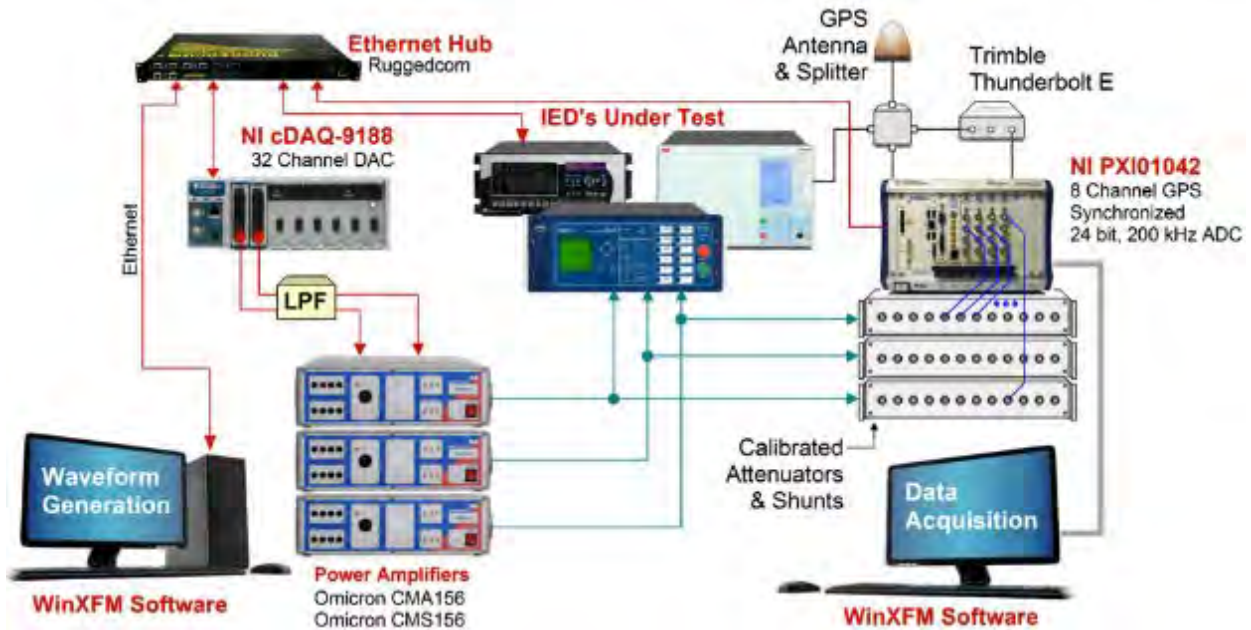 Ethernet Hub
Ruggedcom
GPS
Antenna
& Splitter
Trimble
Thunderbolt E
IED's Under Test
NI cDAQ-9188
32 Channel DAC
NI PXI01042
8 Channel GPS
Synchronized
24 bit, 200 kHz ADC
Ethernet
LPF
Calibrated
Attenuators
& Shunts
Waveform
Generation
Data
Acquisition
Power Amplifiers
Omicron CMA156
Omicron CMS156
WinXFM Software
WinXFM Software